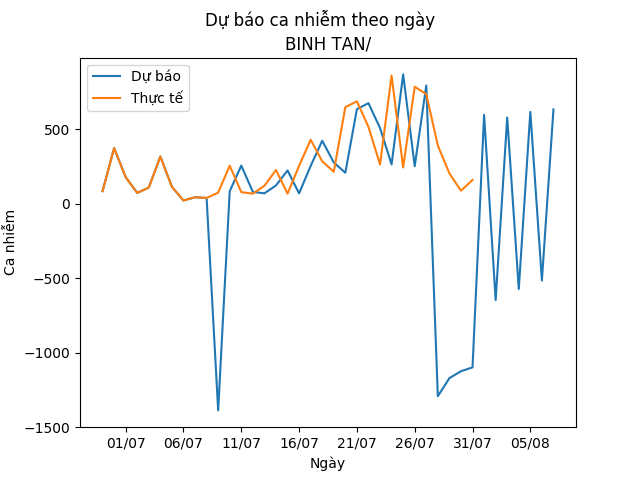 Dự báo ca nhiễm theo ngày
BINH TAN/
Dự báo
Thực tế
500
0
−500
−1000
−1500
Ca nhiễm
01/07 06/07 11/07 16/07 21/07 26/07 31/07 05/08
Ngày